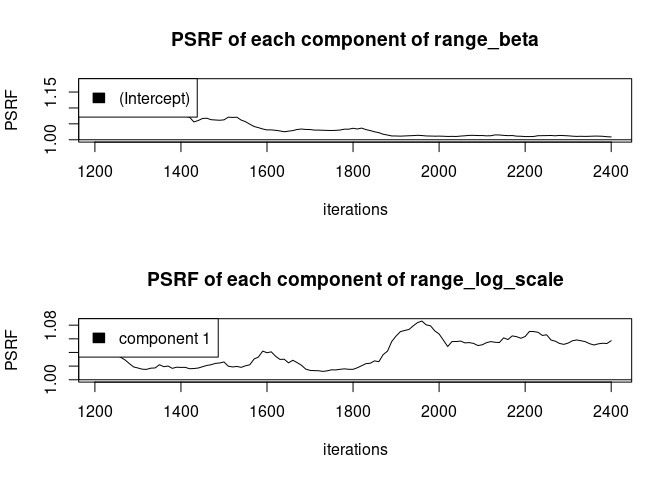 PSRF of each component of range_beta
PSRF
1.15
1.00
(Intercept)
1200 1400 1600 1800 2000 2200 2400
iterations
PSRF of each component of range_log_scale
PSRF
1.08
1.00
component 1
1200 1400 1600 1800 2000 2200 2400
iterations